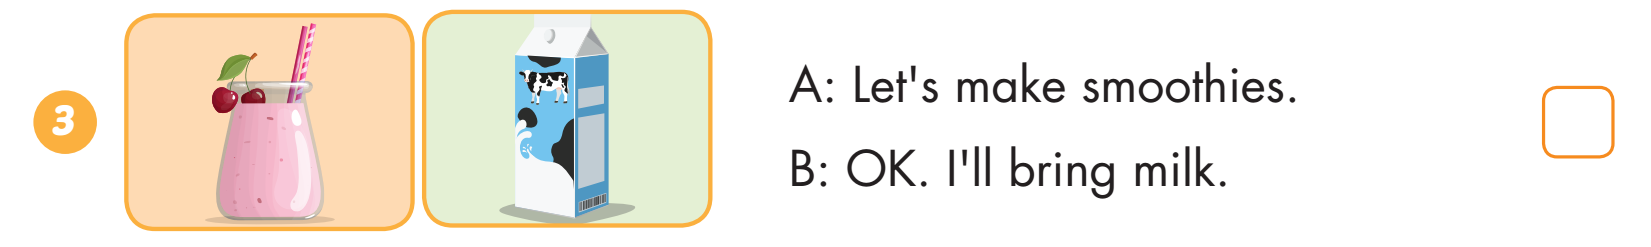 3
A: Let's make smoothies.
B: OK. I'll bring milk.